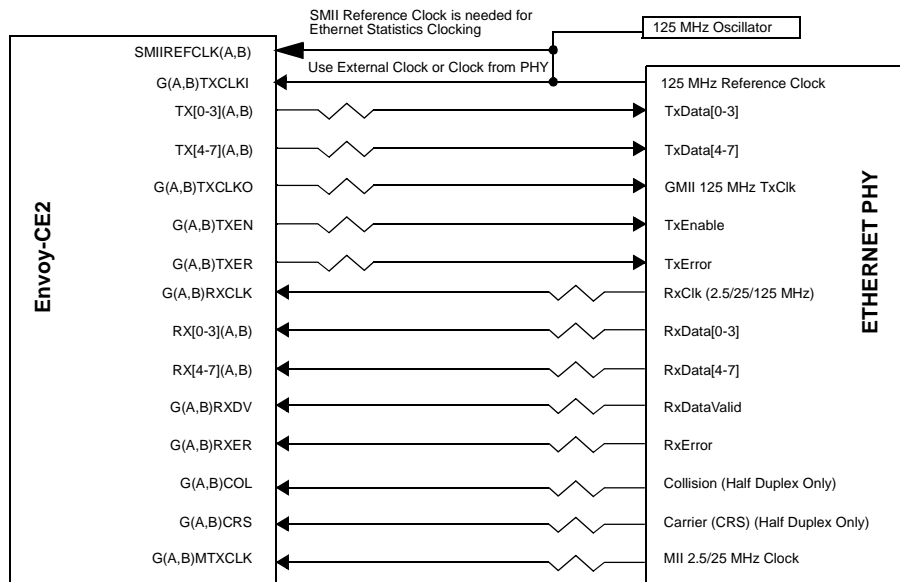 SMII Reference Clock is needed for
Ethernet Statistics Clocking
125 MHz Oscillator
SMIIREFCLK(A,B)
Use External Clock or Clock from PHY
G(A,B)TXCLKI
125 MHz Reference Clock
TX[0-3](A,B)
TxData[0-3]
TX[4-7](A,B)
TxData[4-7]
G(A,B)TXCLKO
GMII 125 MHz TxClk
G(A,B)TXEN
TxEnable
G(A,B)TXER
TxError
G(A,B)RXCLK
RxClk (2.5/25/125 MHz)
RX[0-3](A,B)
RxData[0-3]
RX[4-7](A,B)
RxData[4-7]
G(A,B)RXDV
RxDataValid
G(A,B)RXER
RxError
G(A,B)COL
Collision (Half Duplex Only)
G(A,B)CRS
Carrier (CRS) (Half Duplex Only)
G(A,B)MTXCLK
MII 2.5/25 MHz Clock
Envoy-CE2
ETHERNET PHY